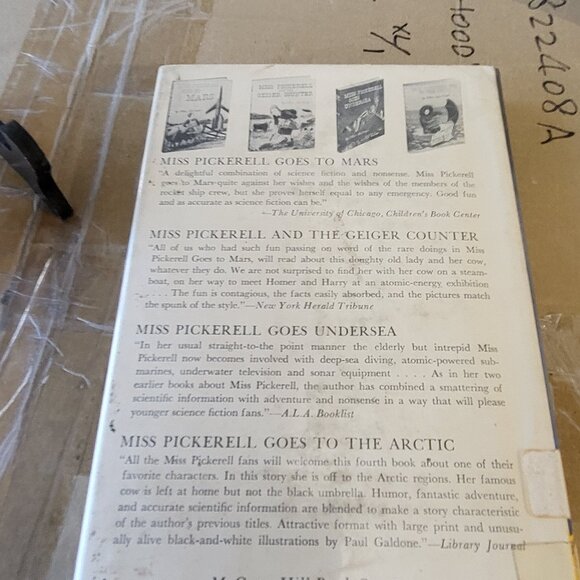 822408A
4000
x4/1
MARS
MISS PICKERELL
GEIGER COUNTER
MISS PICKERELL
GOES
UNDERSEA
MISS PICKERELL GOES TO MARS
"A delightful combination of science fiction and nonsense. Miss Pickerell
goes to Mars quite against her wishes and the wishes of the members of the
rocket ship crew, but she proves herself equal to any emergency. Good fun
and as accurate as science fiction can be."
—The University of Chicago, Children's Book Center
MISS PICKERELL AND THE GEIGER COUNTER
"All of us who had such fun passing on word of the rare doings in Miss
Pickerell Goes to Mars, will read about this doughty old lady and her cow,
whatever they do. We are not surprised to find her with her cow on a steam-
boat, on her way to meet Homer and Harry at an atomic-energy exhibition
. . . . The fun is contagious, the facts easily absorbed, and the pictures match
the spunk of the style."—New York Herald Tribune
MISS PICKERELL GOES UNDERSEA
"In her usual straight-to-the point manner the elderly but intrepid Miss
Pickerell now becomes involved with deep-sea diving, atomic-powered sub-
marines, underwater television and sonar equipment . . . . As in her two
earlier books about Miss Pickerell, the author has combined a smattering of
scientific information with adventure and nonsense in a way that will please
younger science fiction fans."—A.L.A. Booklist
MISS PICKERELL GOES TO THE ARCTIC
"All the Miss Pickerell fans will welcome this fourth book about one of their
favorite characters. In this story she is off to the Arctic regions. Her famous
cow is left at home but not the black umbrella. Humor, fantastic adventure,
and accurate scientific information are blended to make a story characteristic
of the author's previous titles. Attractive format with large print and unusu-
ally alive black-and-white illustrations by Paul Galdone."—Library Journal